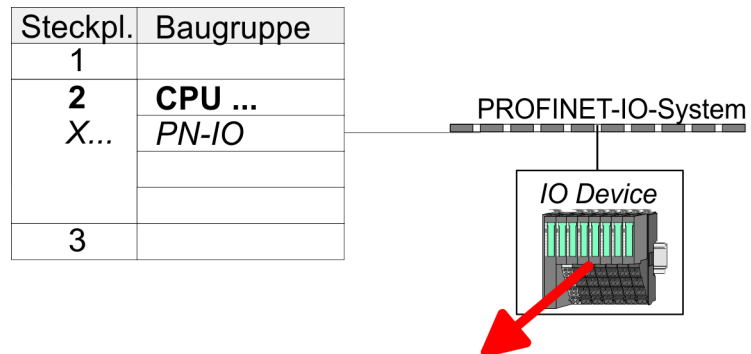 Steckpl. Baugruppe
1
2 CPU ...
X... PN-IO
3
PROFINET-IO-System
IO Device